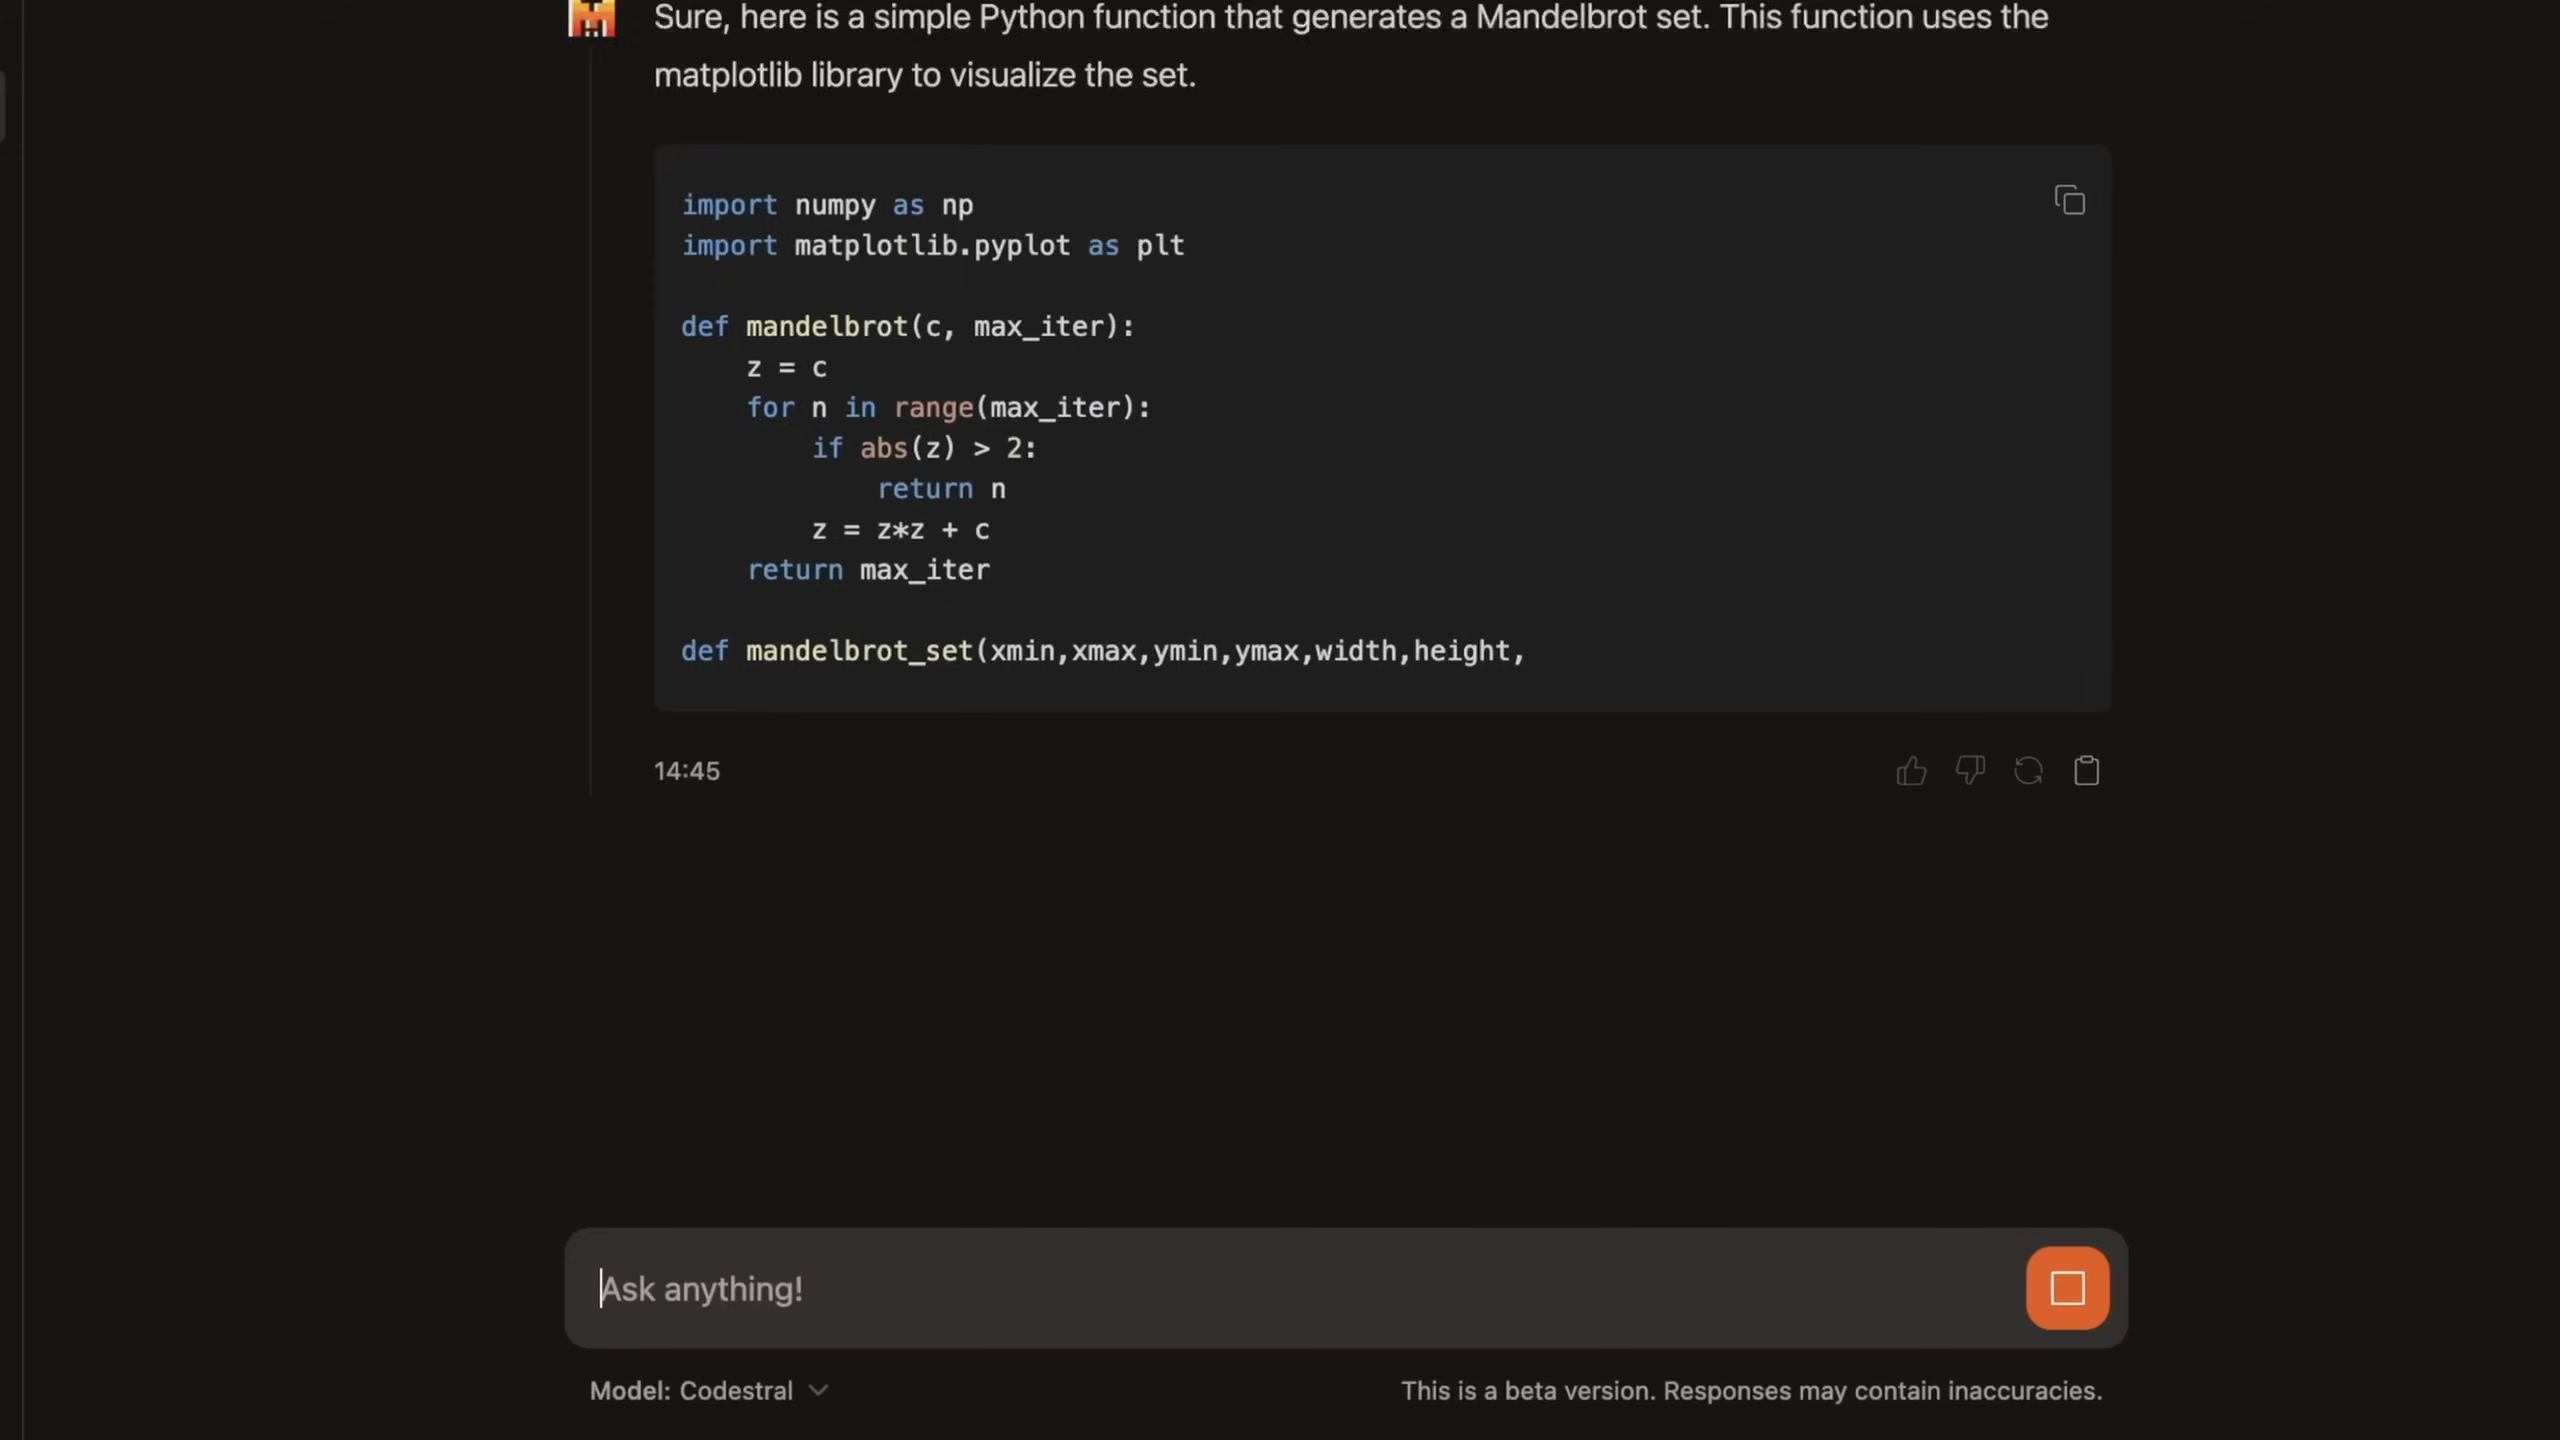 Sure, here is a simple Python function that generates a Mandelbrot set. This function uses the
matplotlib library to visualize the set.
import numpy as np
import matplotlib.pyplot as plt
def mandelbrot(c, max_iter):
    z = c
    for n in range(max_iter):
        if abs(z) > 2:
            return n
        z = z*z + c
    return max_iter
def mandelbrot_set(xmin,xmax,ymin,ymax,width,height,
14:45
Ask anything!
Model: Codestral
This is a beta version. Responses may contain inaccuracies.